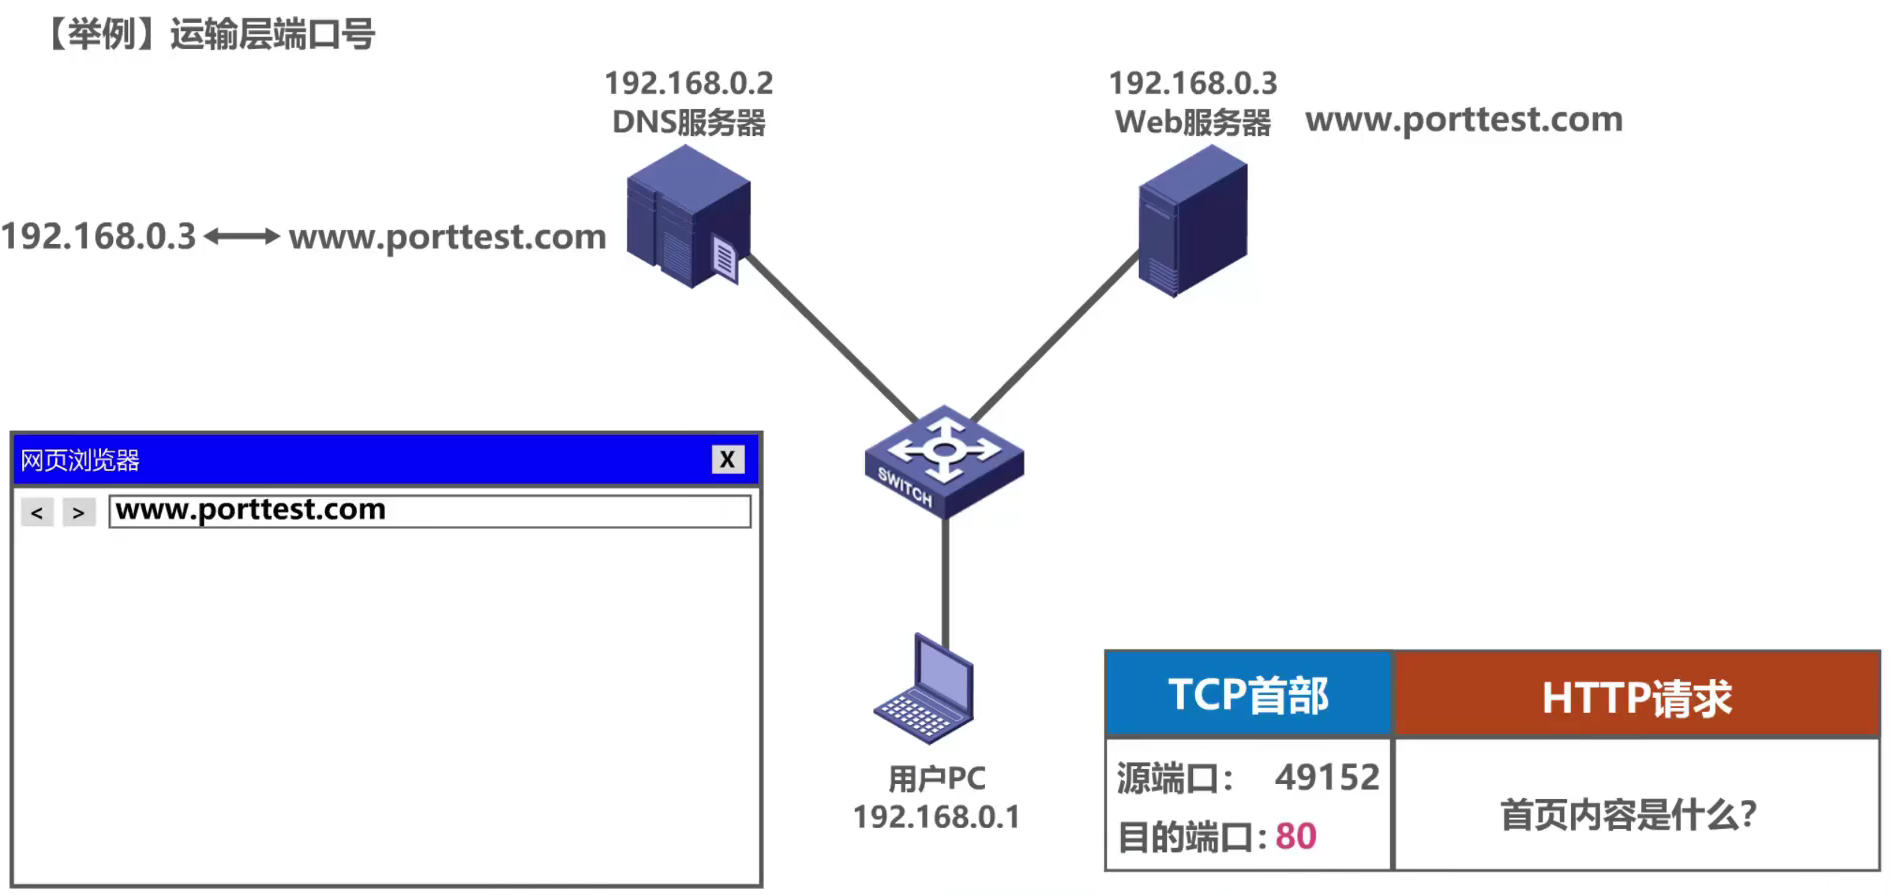 【举例】运输层端口号
192.168.0.2
DNS服务器
192.168.0.3
Web服务器 www.porttest.com
192.168.0.3 www.porttest.com
网页浏览器 X
< > www.porttest.com
SWITCH
用户PC
192.168.0.1
TCP首部 HTTP请求
源端口: 49152
目的端口:80
首页内容是什么?